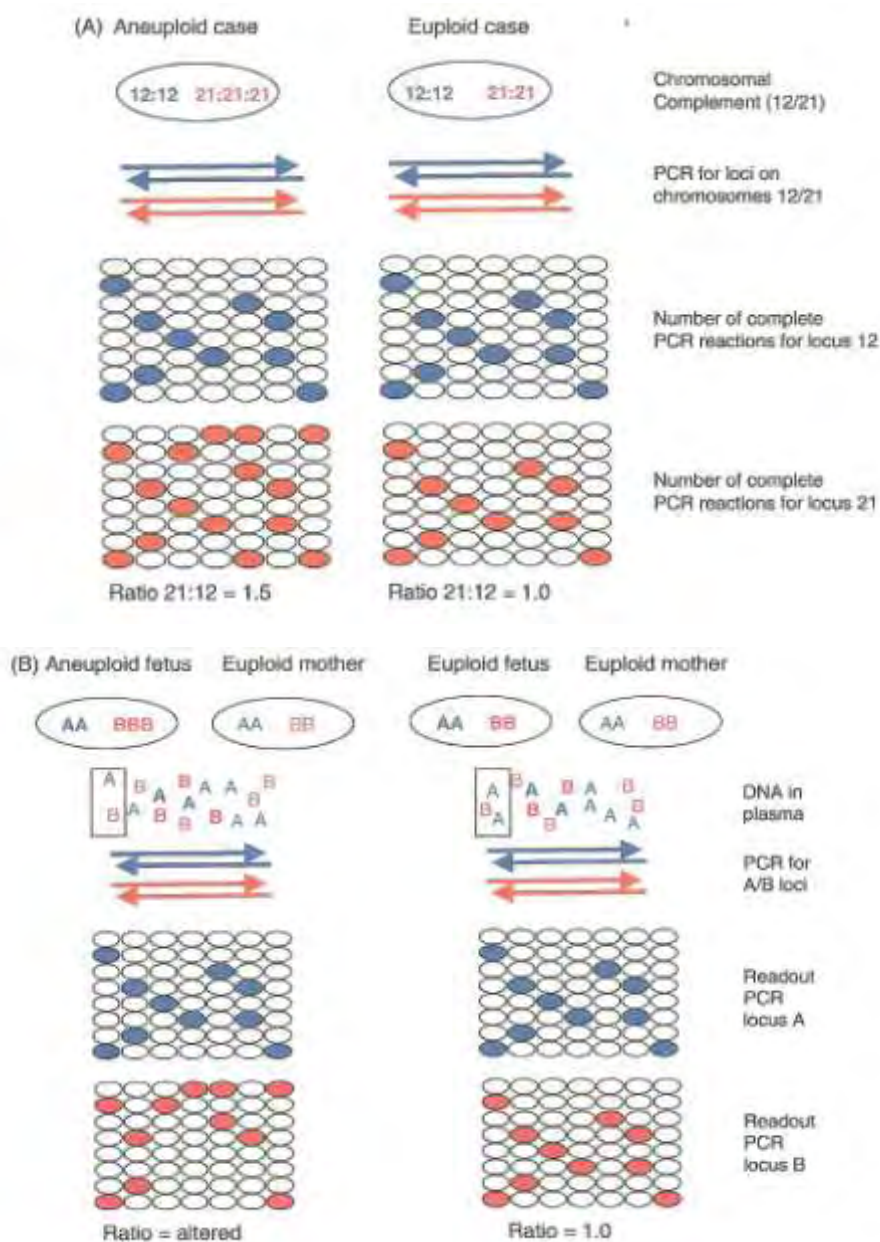 (A) Aneuploid case
Euploid case
12:12 21:21:21
12:12 21:21
Chromosomal
Complement (12/21)
PCR for loci on
chromosomes 12/21
Number of complete
PCR reactions for locus 12
Number of complete
PCR reactions for locus 21
Ratio 21:12 = 1.5
Ratio 21:12 = 1.0
(B) Aneuploid fetus
Euploid mother
Euploid fetus
Euploid mother
AA BBB
AA BB
AA BB
AA BB
A B B A A B
A A B
B A B B B A A
B A B A B
A B B A A B
A B A A
DNA in
plasma
PCR for
A/B loci
Readout
PCR
locus A
Readout
PCR
locus B
Ratio = altered
Ratio = 1.0